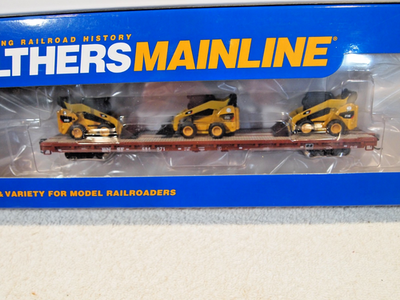 NG RAILROAD HISTORY
LTHERS MAINLINE®
& VARIETY FOR MODEL RAILROADERS